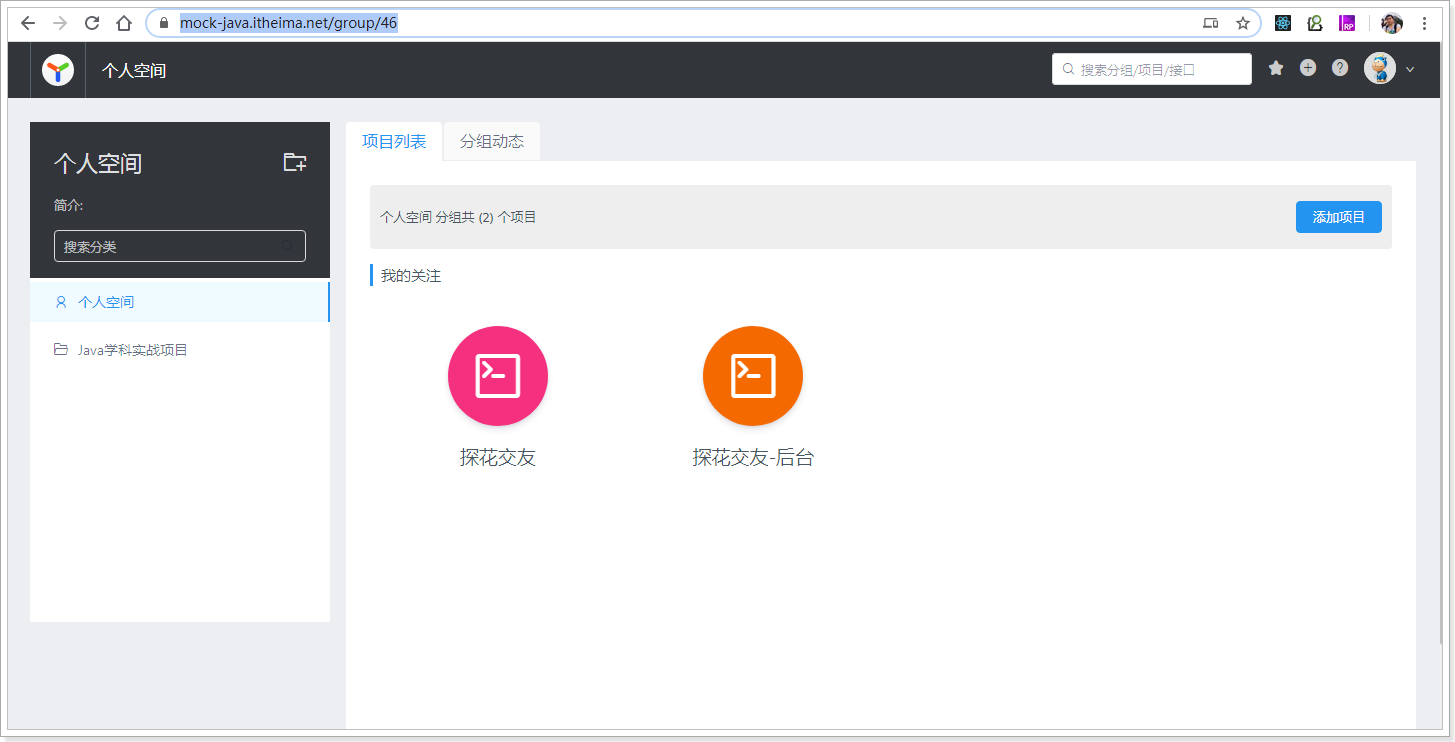 mock-java.itheima.net/group/46
RP
个人空间
搜索分组/项目/接口
个人空间
简介:
搜索分类
个人空间
Java学科实战项目
项目列表
分组动态
个人空间 分组共 (2) 个项目
添加项目
我的关注
探花交友
探花交友-后台